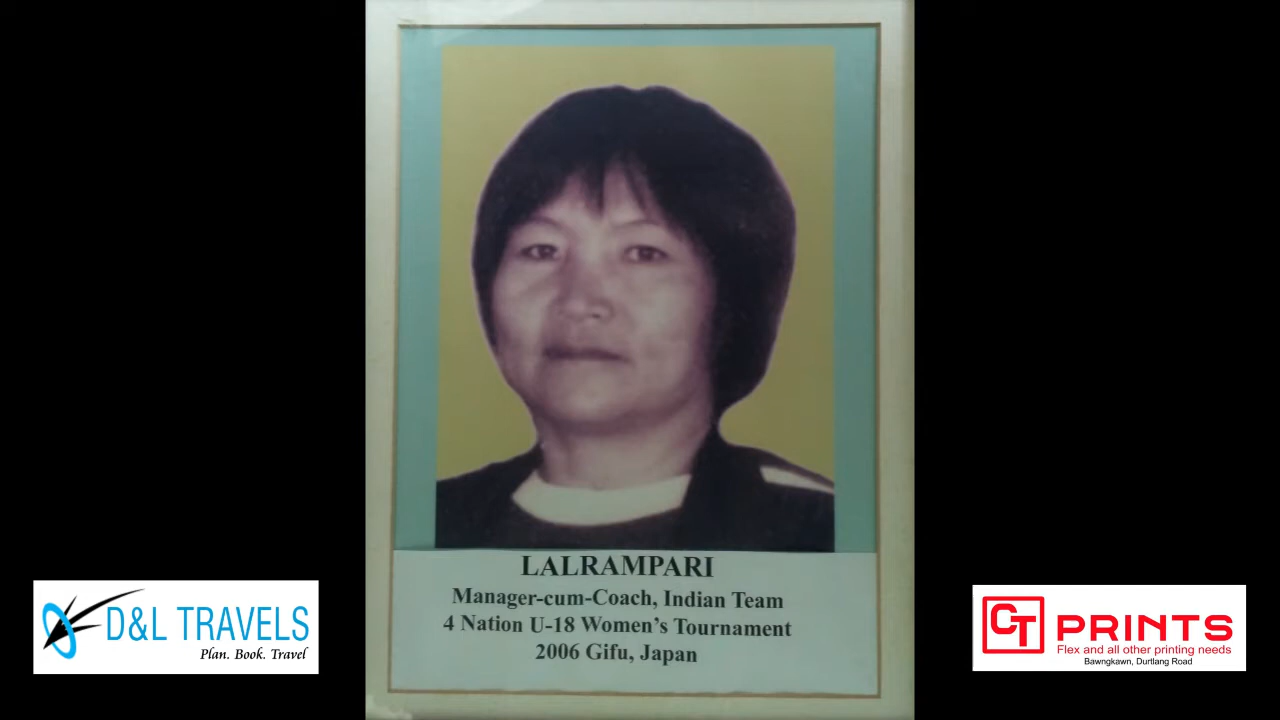 LALRAMPARI
Manager-cum-Coach, Indian Team
4 Nation U-18 Women's Tournament
2006 Gifu, Japan
D&L TRAVELS
Plan. Book. Travel
CT PRINTS
Flex and all other printing needs
Bawngkawn, Durtlang Road